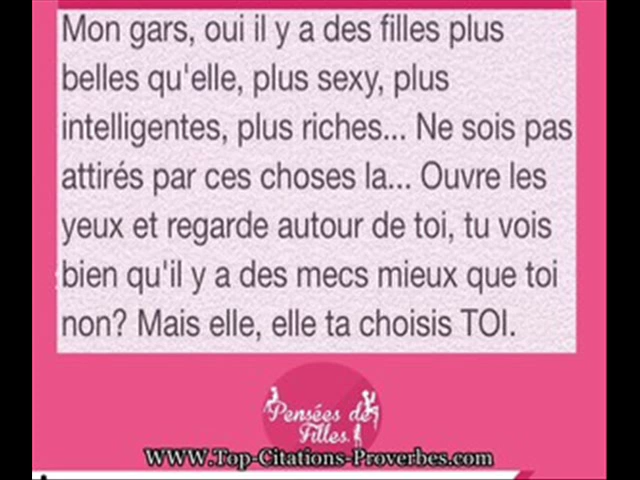 Mon gars, oui il y a des filles plus
belles qu'elle, plus sexy, plus
intelligentes, plus riches... Ne sois pas
attirés par ces choses la... Ouvre les
yeux et regarde autour de toi, tu vois
bien qu'il y a des mecs mieux que toi
non? Mais elle, elle ta choisis TOI.
Pensées de
Filles.
WWW.Top-Citations-Proverbes.com